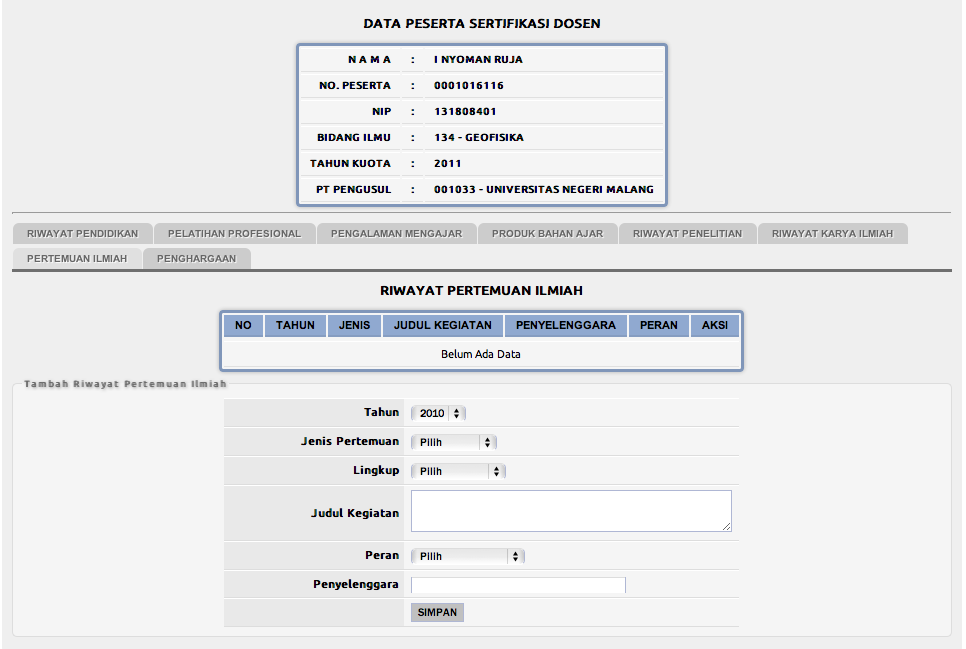 DATA PESERTA SERTIFIKASI DOSEN
N A M A : I NYOMAN RUJA
NO. PESERTA : 0001016116
NIP : 131808401
BIDANG ILMU : 134 - GEOFISIKA
TAHUN KUOTA : 2011
PT PENGUSUL : 001033 - UNIVERSITAS NEGERI MALANG
RIWAYAT PENDIDIKAN PELATIHAN PROFESIONAL PENGALAMAN MENGAJAR PRODUK BAHAN AJAR RIWAYAT PENELITIAN RIWAYAT KARYA ILMIAH
PERTEMUAN ILMIAH PENGHARGAAN
RIWAYAT PERTEMUAN ILMIAH
NO TAHUN JENIS JUDUL KEGIATAN PENYELENGGARA PERAN AKSI
Belum Ada Data
Tambah Riwayat Pertemuan Ilmiah
Tahun 2010
Jenis Pertemuan Pilih
Lingkup Pilih
Judul Kegiatan
Peran Pilih
Penyelenggara
SIMPAN